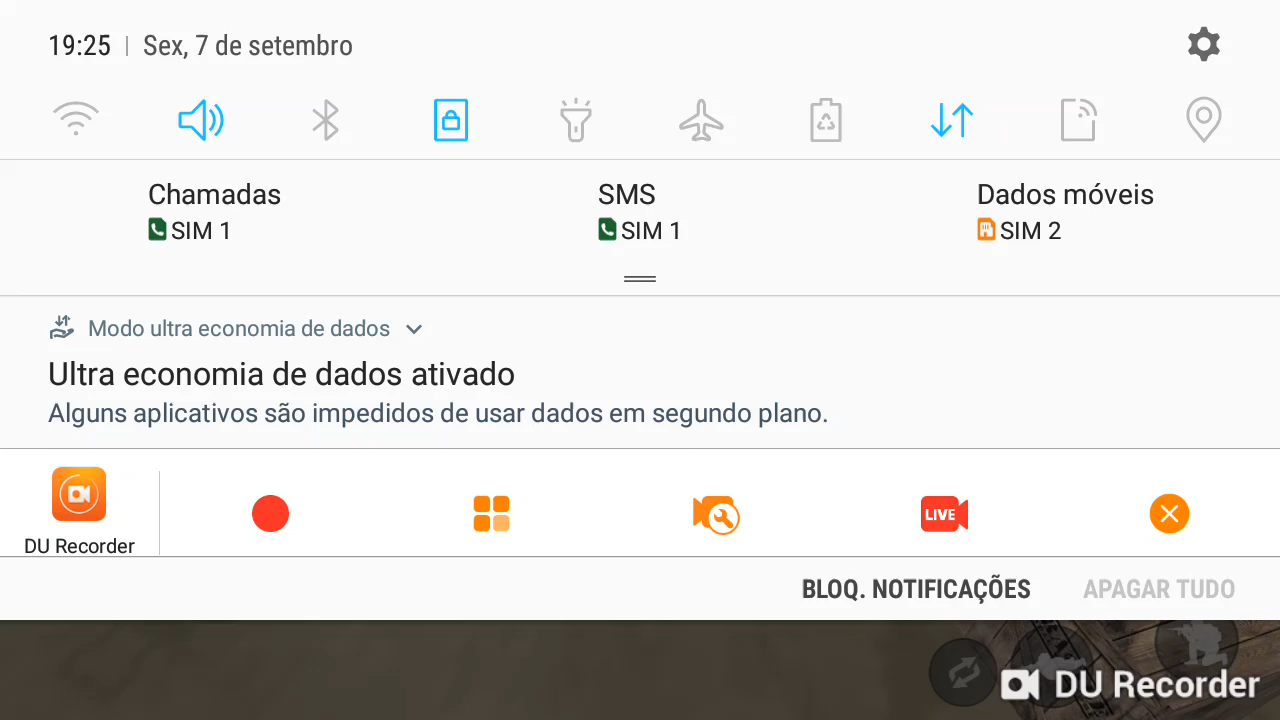 19:25 | Sex, 7 de setembro
Chamadas
SIM 1
SMS
SIM 1
Dados móveis
SIM 2
Modo ultra economia de dados
Ultra economia de dados ativado
Alguns aplicativos são impedidos de usar dados em segundo plano.
DU Recorder
LIVE
BLOQ. NOTIFICAÇÕES
APAGAR TUDO
DU Recorder